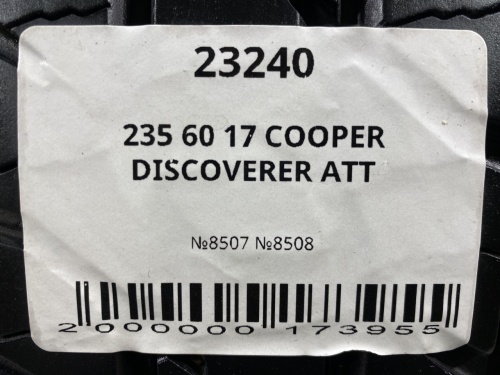 23240
235 60 17 COOPER
DISCOVERER ATT
№8507 №8508
2 000000 173955